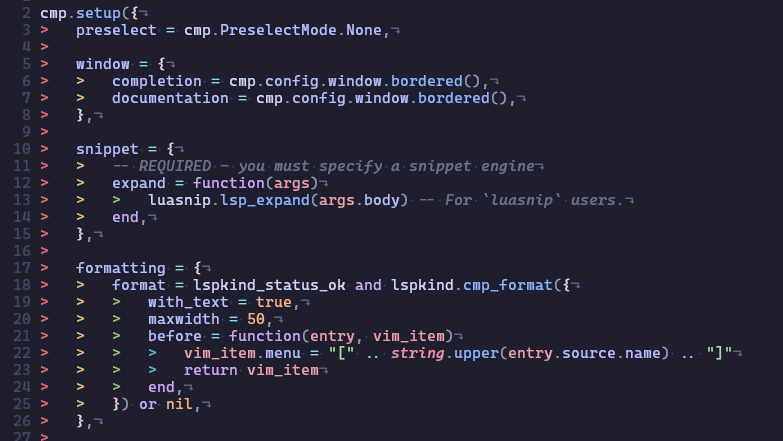 2 cmp.setup({¬
3 >   preselect = cmp.PreselectMode.None,¬
4 >
5 >   window = {¬
6 >   >   completion = cmp.config.window.bordered(),¬
7 >   >   documentation = cmp.config.window.bordered(),¬
8 >   },¬
9 >
10 >   snippet = {¬
11 >   >   -- REQUIRED - you must specify a snippet engine¬
12 >   >   expand = function(args)¬
13 >   >   >   luasnip.lsp_expand(args.body) -- For `luasnip` users.¬
14 >   >   end,¬
15 >   },¬
16 >
17 >   formatting = {¬
18 >   >   format = lspkind_status_ok and lspkind.cmp_format({¬
19 >   >   >   with_text = true,¬
20 >   >   >   maxwidth = 50,¬
21 >   >   >   before = function(entry, vim_item)¬
22 >   >   >   >   vim_item.menu = "[" .. string.upper(entry.source.name) .. "]"¬
23 >   >   >   >   return vim_item¬
24 >   >   >   end,¬
25 >   >   }) or nil,¬
26 >   },¬
27 >